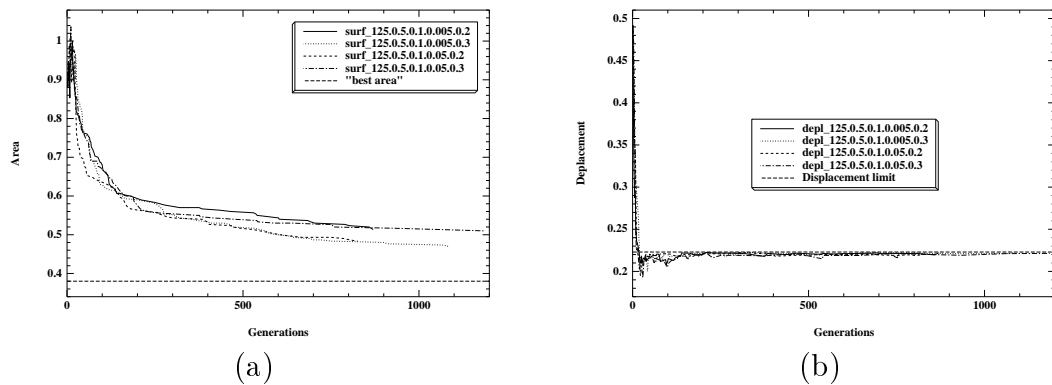 1
0.9
0.8
0.7
0.6
0.5
0.4
Area
0
500
1000
Generations
surf_125.0.5.0.1.0.005.0.2
surf_125.0.5.0.1.0.005.0.3
surf_125.0.5.0.1.0.05.0.2
surf_125.0.5.0.1.0.05.0.3
"best area"
(a)
0.5
0.45
0.4
0.35
0.3
0.25
0.2
Deplacement
0
500
1000
Generations
depl_125.0.5.0.1.0.005.0.2
depl_125.0.5.0.1.0.005.0.3
depl_125.0.5.0.1.0.05.0.2
depl_125.0.5.0.1.0.05.0.3
Displacement limit
(b)